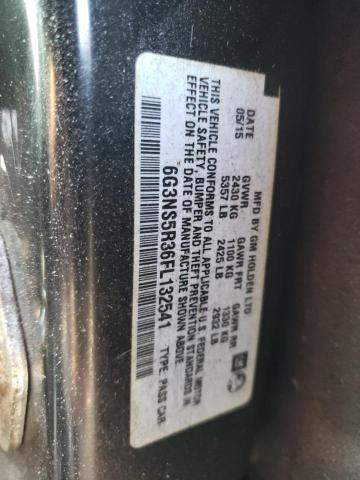 MFD BY GM HOLDEN LTD
DATE GVWR GAWR FRT GAWR RR
05/15 2430 KG 1100 KG 1330 KG
5357 LB 2425 LB 2932 LB
THIS VEHICLE CONFORMS TO ALL APPLICABLE U.S. FEDERAL MOTOR
VEHICLE SAFETY, BUMPER AND THEFT PREVENTION STANDARDS IN
EFFECT ON THE DATE OF MANUFACTURE SHOWN ABOVE.
6G3NS5R36FL132541 TYPE: PASS CAR